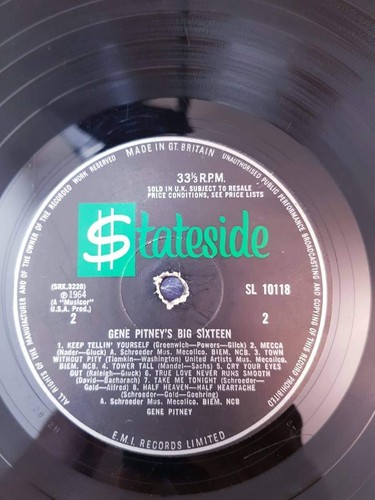 MADE IN GT. BRITAIN
UNAUTHORISED PUBLIC PERFORMANCE BROADCASTING AND COPYING OF THIS RECORD PROHIBITED
ALL RIGHTS OF THE MANUFACTURER AND OF THE OWNER OF THE RECORDED WORK RESERVED
33⅓ R.P.M.
SOLD IN U.K. SUBJECT TO RESALE
PRICE CONDITIONS, SEE PRICE LISTS
$tateside
(SRX.3220)
℗ 1964
(A "Musicor"
U.S.A. Prod.)
2
SL 10118
2
GENE PITNEY'S BIG SIXTEEN
1. KEEP TELLIN' YOURSELF (Greenwich—Powers—Gilck) 2. MECCA
(Nader—Gluck) A. Schroeder Mus. Mecolico. BIEM. NCB. 3. TOWN
WITHOUT PITY (Tiomkin—Washington) United Artists Mus. Mecolico.
BIEM. NCB. 4. TOWER TALL (Mandel—Sachs) 5. CRY YOUR EYES
OUT (Raleigh—Gluck) 6. TRUE LOVE NEVER RUNS SMOOTH
(David—Bacharach) 7. TAKE ME TONIGHT (Schroeder—
Gold—Alfred) 8. HALF HEAVEN—HALF HEARTACHE
(Schroeder—Gold—Goehring)
A. Schroeder Mus. Mecolico. BIEM. NCB
GENE PITNEY
E.M.I. RECORDS LIMITED